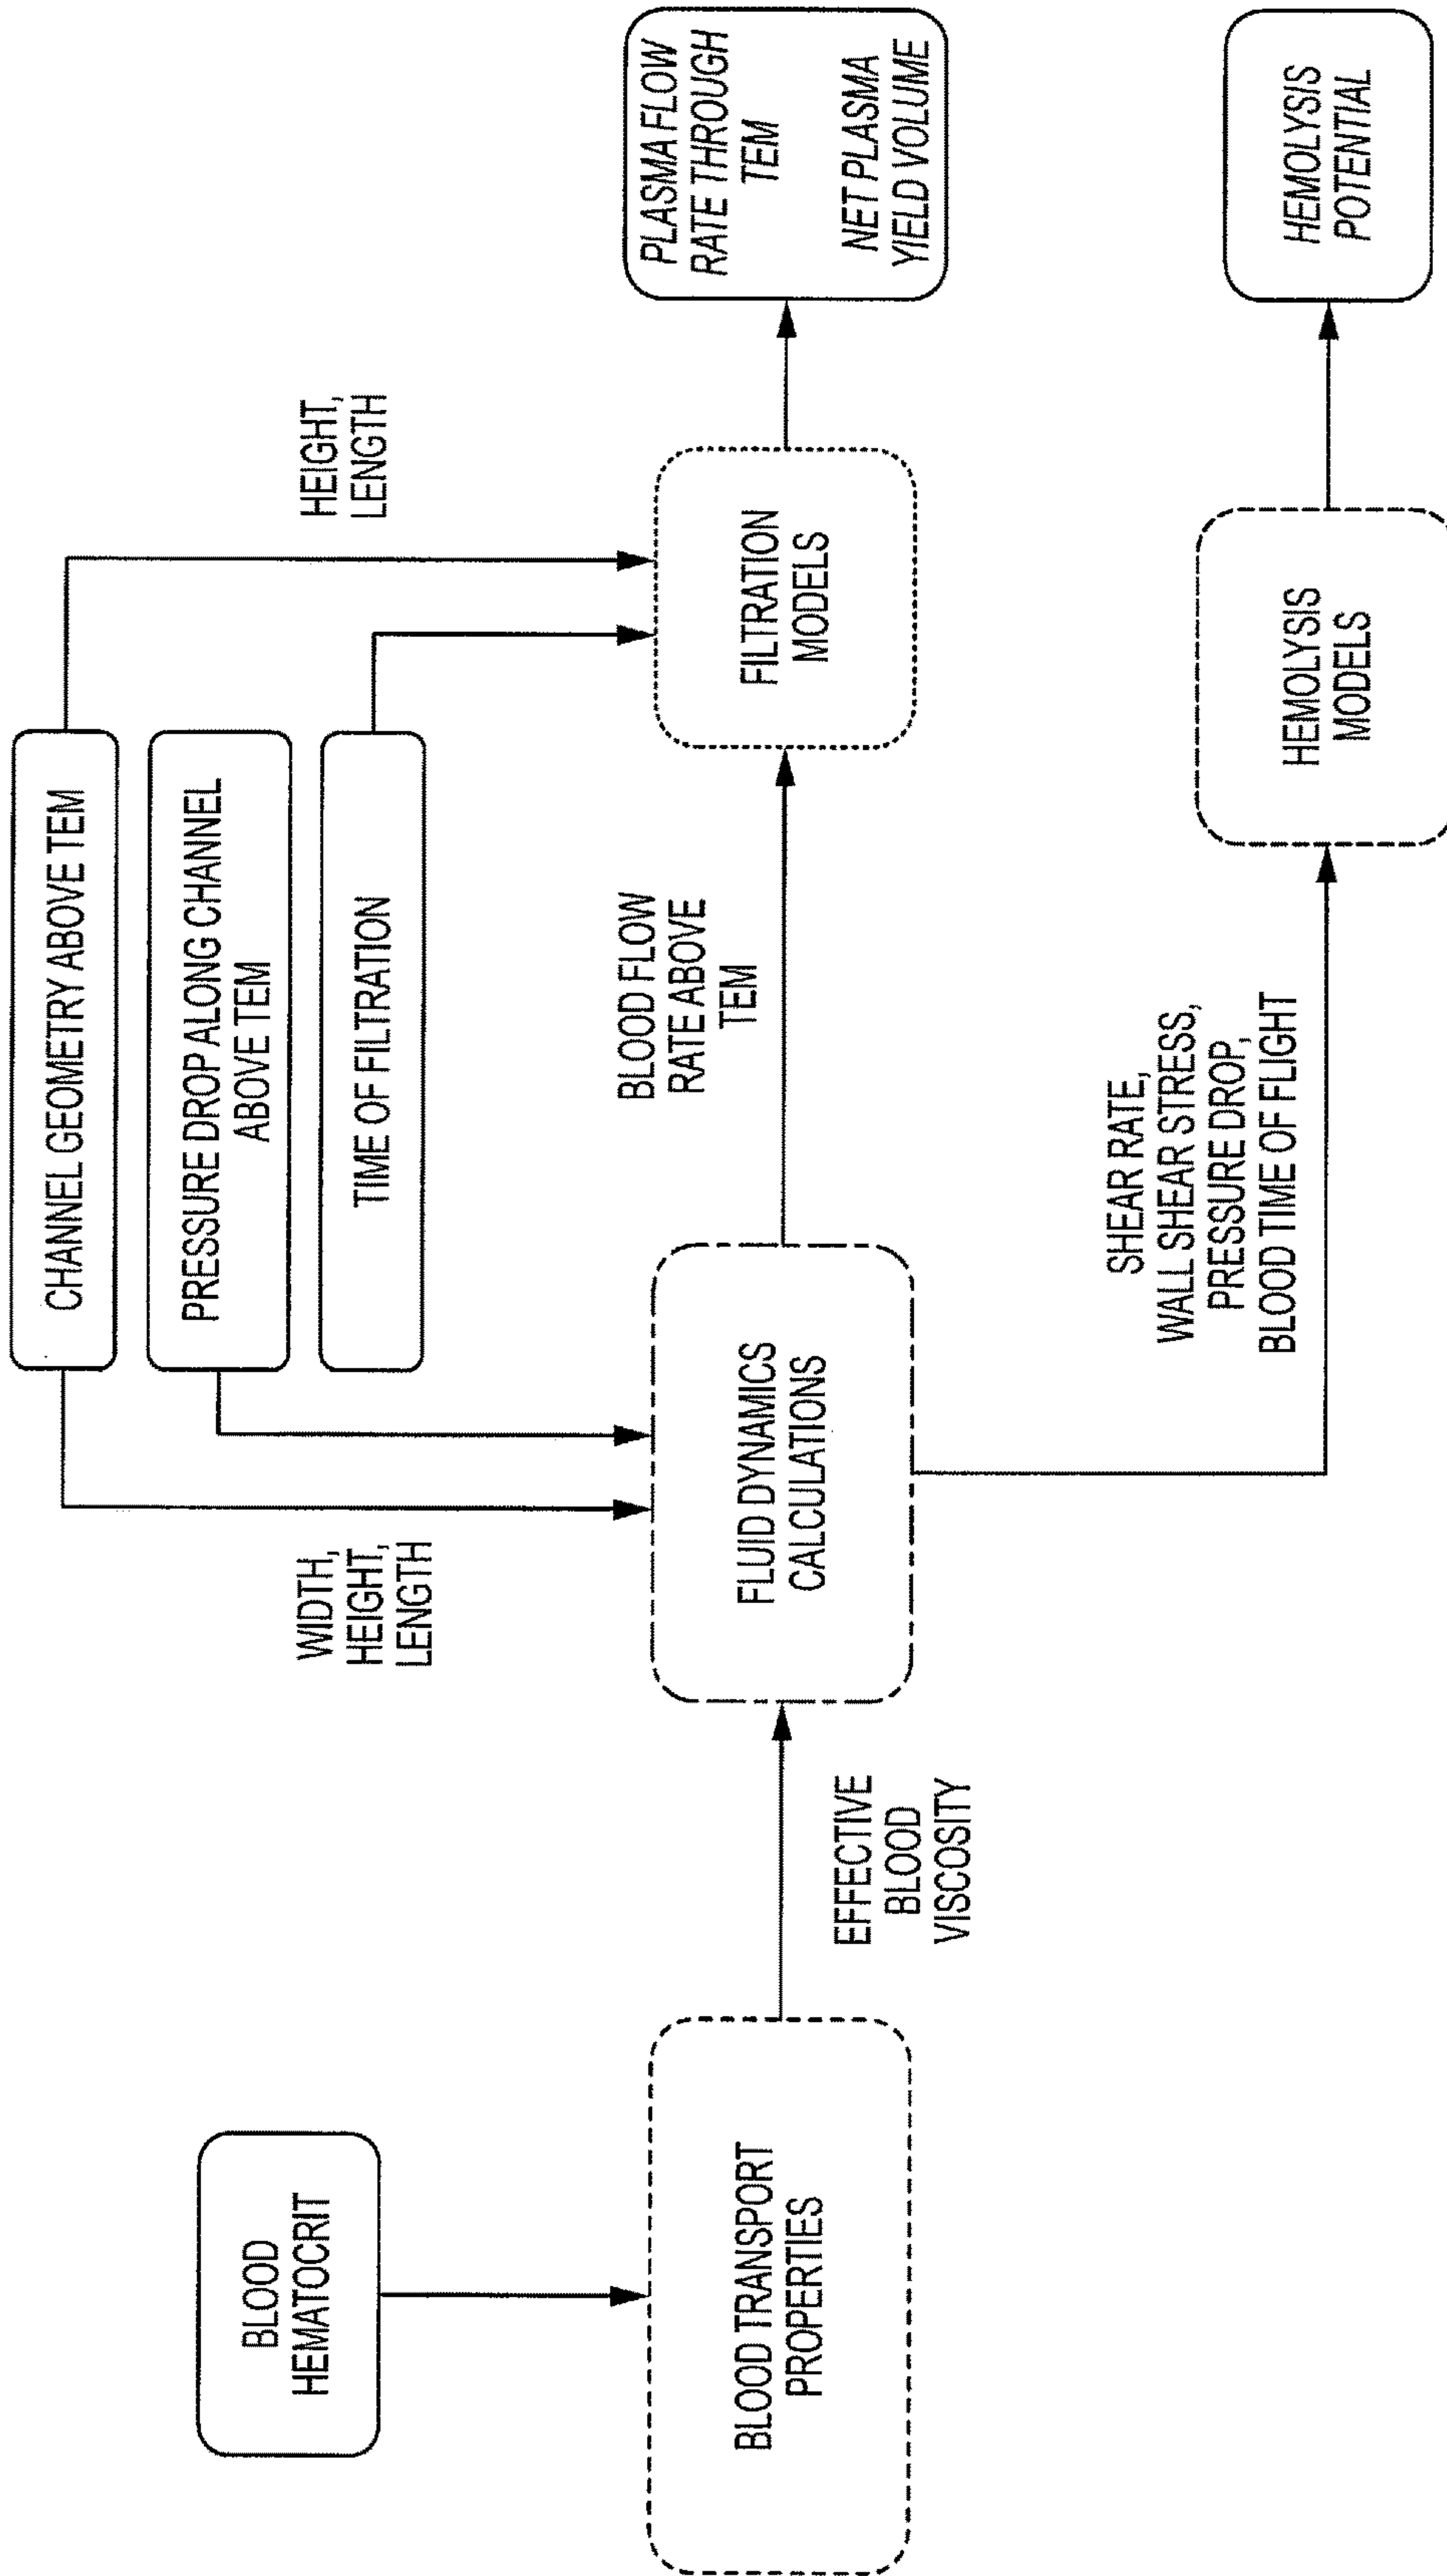 CHANNEL GEOMETRY ABOVE TEM
PRESSURE DROP ALONG CHANNEL
ABOVE TEM
TIME OF FILTRATION
BLOOD
HEMATOCRIT
WIDTH,
HEIGHT,
LENGTH
HEIGHT,
LENGTH
BLOOD TRANSPORT
PROPERTIES
EFFECTIVE
BLOOD
VISCOSITY
FLUID DYNAMICS
CALCULATIONS
BLOOD FLOW
RATE ABOVE
TEM
FILTRATION
MODELS
PLASMA FLOW
RATE THROUGH
TEM
NET PLASMA
YIELD VOLUME
SHEAR RATE,
WALL SHEAR STRESS,
PRESSURE DROP,
BLOOD TIME OF FLIGHT
HEMOLYSIS
MODELS
HEMOLYSIS
POTENTIAL